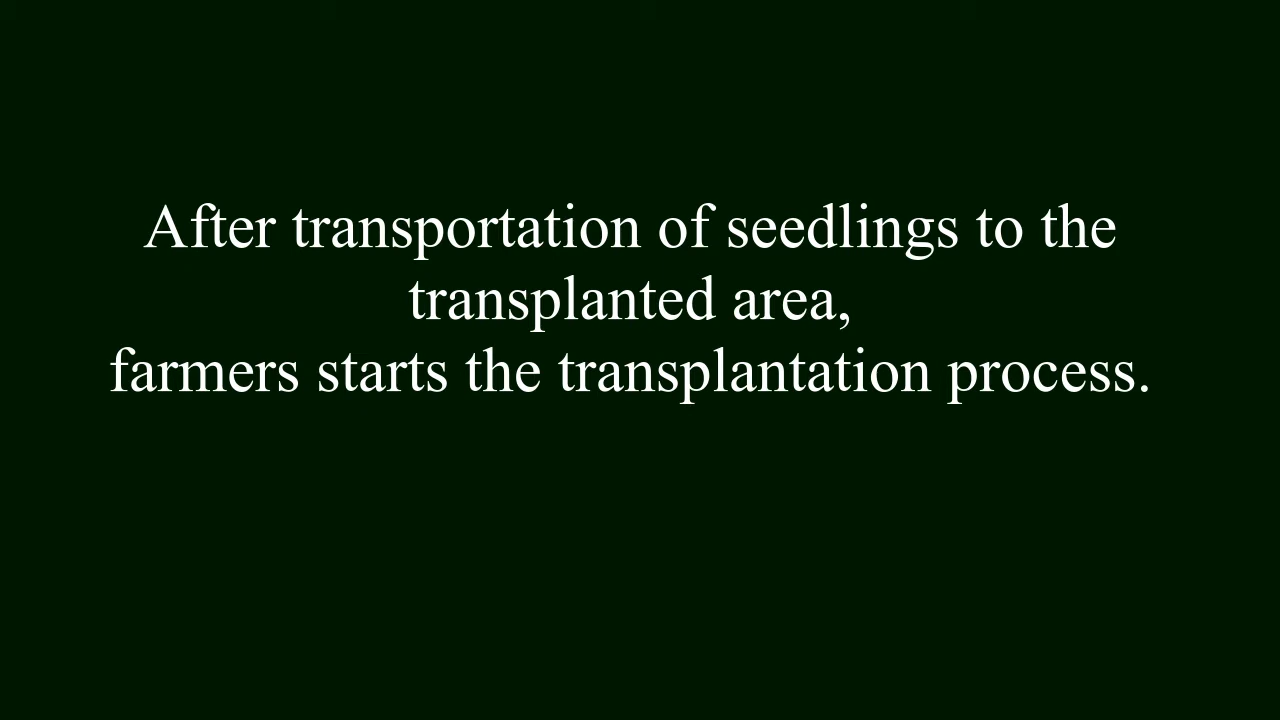 After transportation of seedlings to the
transplanted area,
farmers starts the transplantation process.